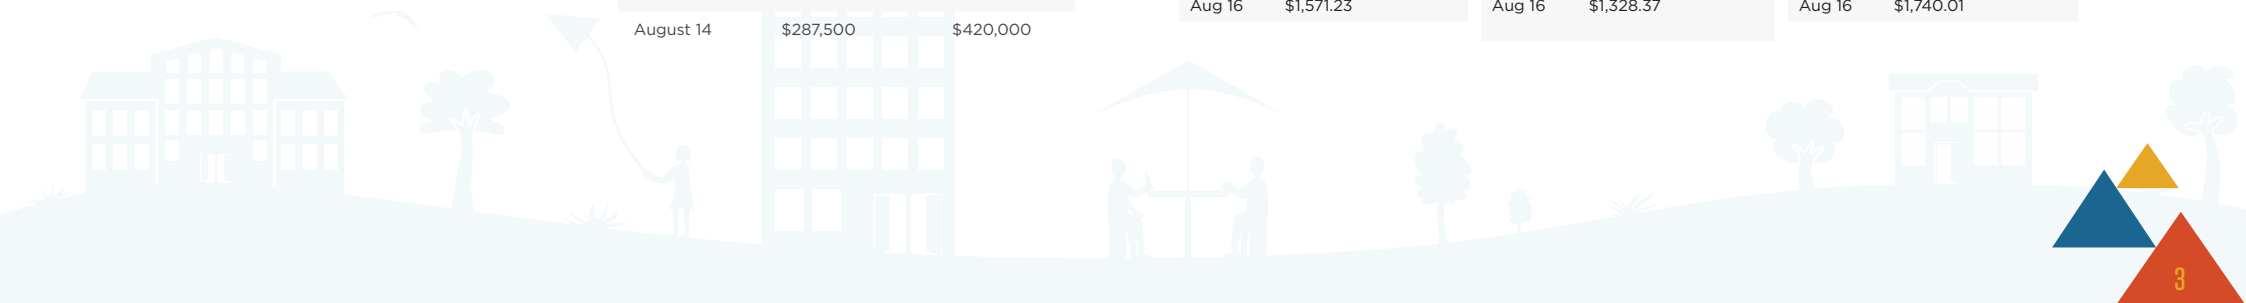 Aug 16 $1,571.23
Aug 16 $1,328.37
Aug 16 $1,740.01
August 14 $287,500 $420,000
3